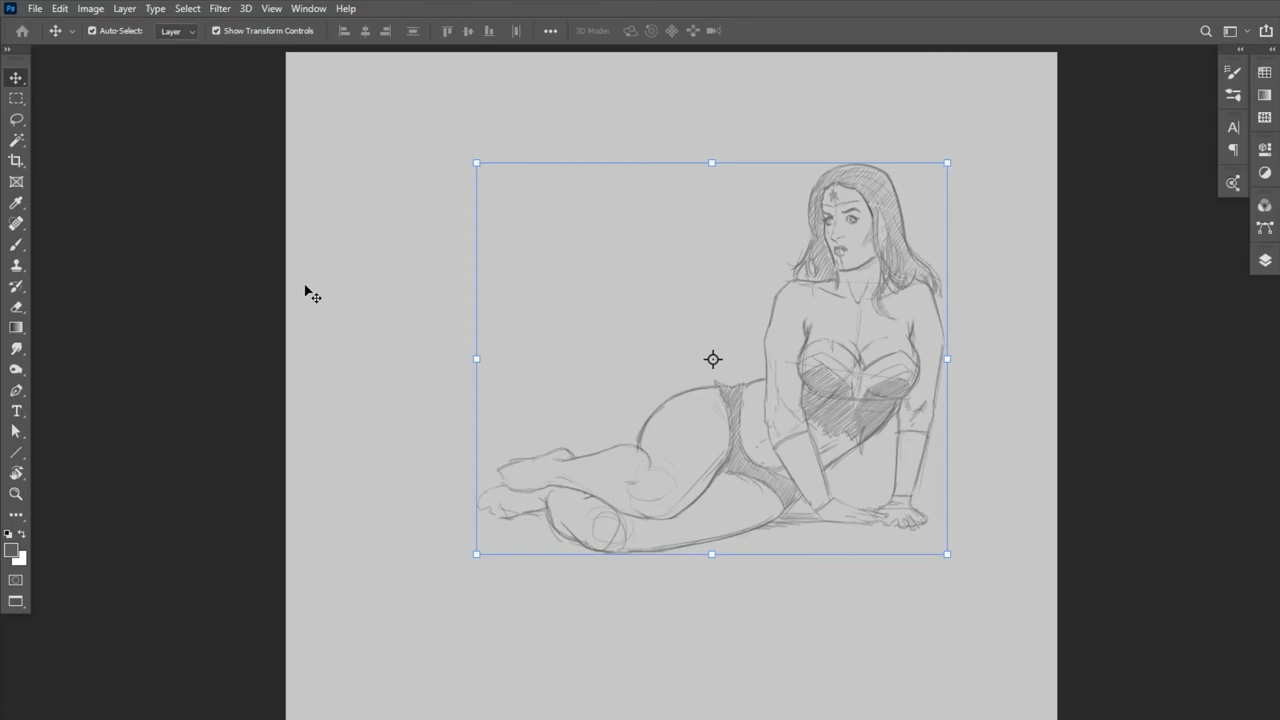 Ps File Edit Image Layer Type Select Filter 3D View Window Help
Auto-Select: Layer Show Transform Controls 3D Mode:
A
T